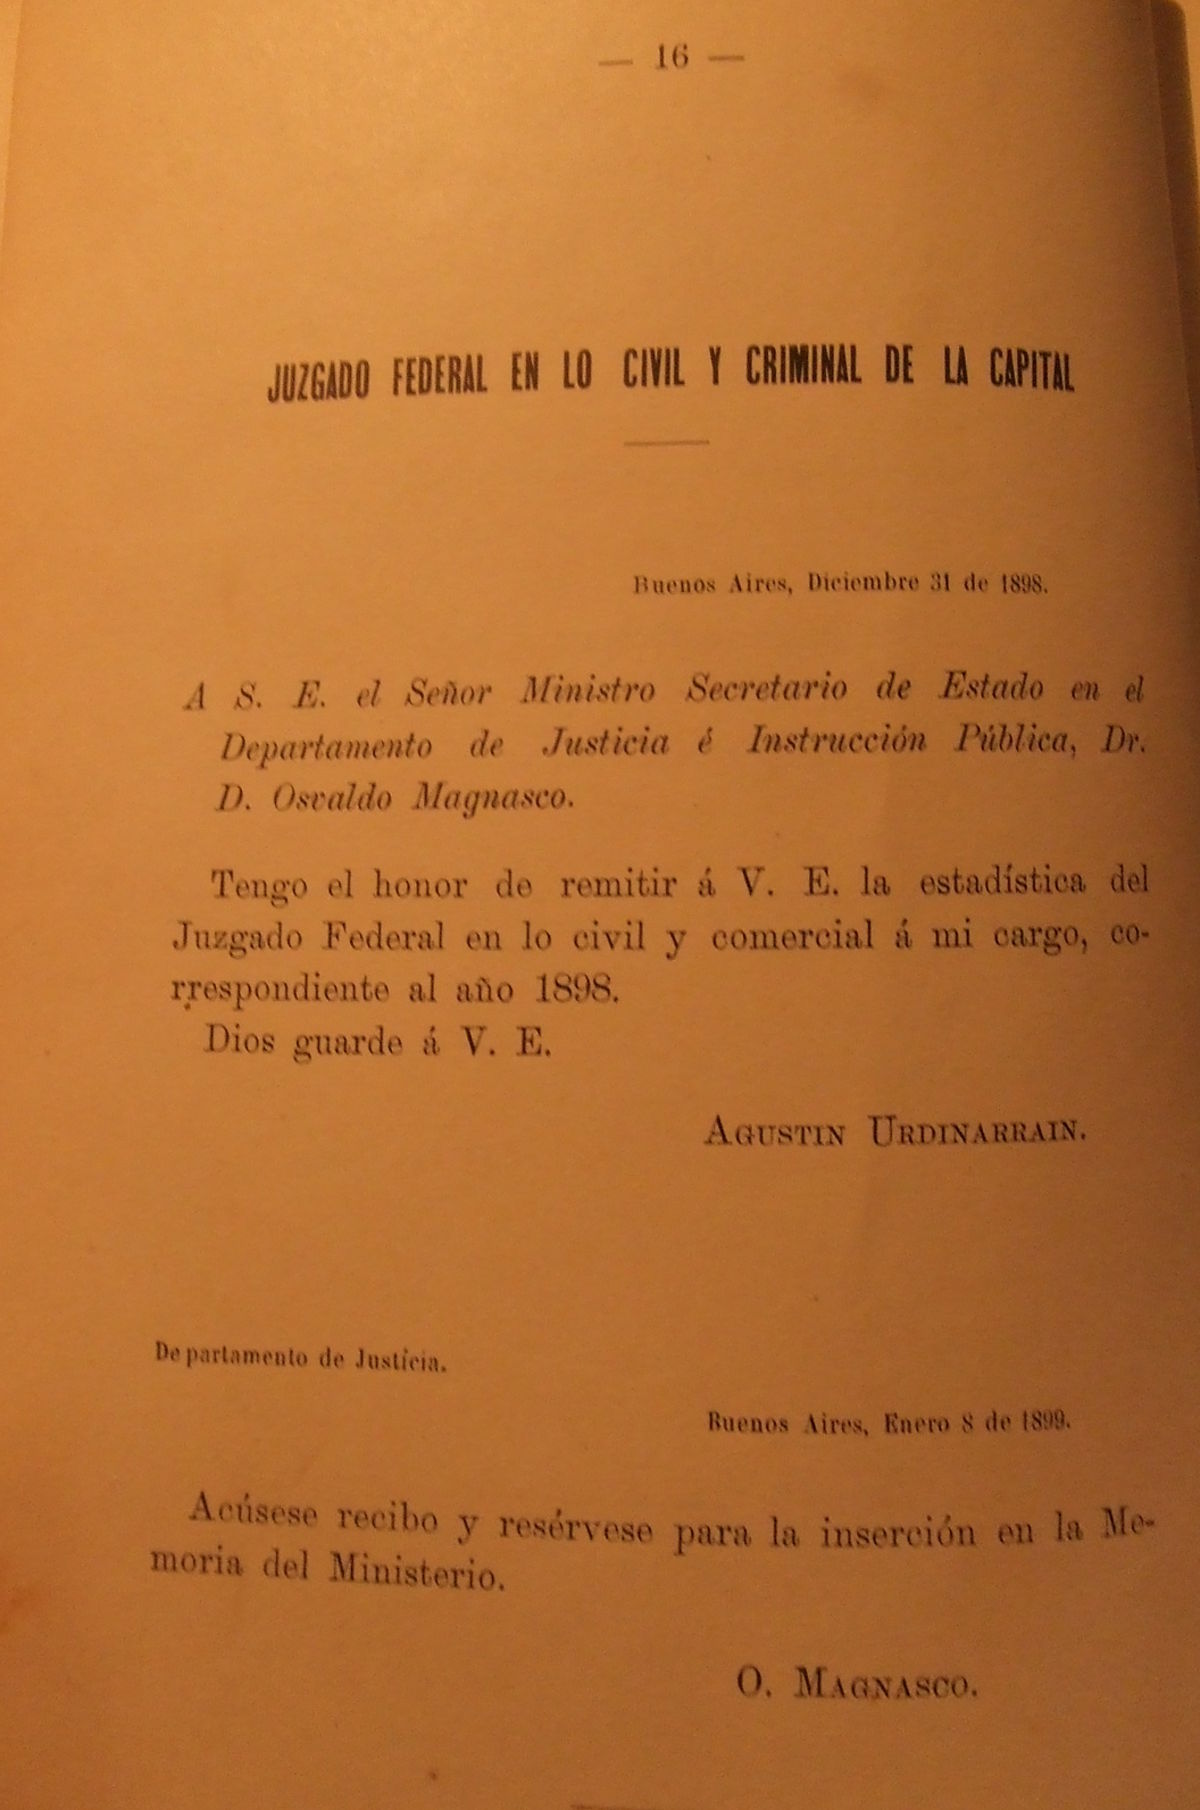 — 16 —
JUZGADO FEDERAL EN LO CIVIL Y CRIMINAL DE LA CAPITAL
Buenos Aires, Diciembre 31 de 1898.
A S. E. el Señor Ministro Secretario de Estado en el
Departamento de Justicia é Instrucción Pública, Dr.
D. Osvaldo Magnasco.
Tengo el honor de remitir á V. E. la estadística del
Juzgado Federal en lo civil y comercial á mi cargo, co-
rrespondiente al año 1898.
Dios guarde á V. E.
AGUSTIN URDINARRAIN.
Departamento de Justícia.
Buenos Aires, Enero 8 de 1899.
Acúsese recibo y resérvese para la inserción en la Me-
moria del Ministerio.
O. MAGNASCO.